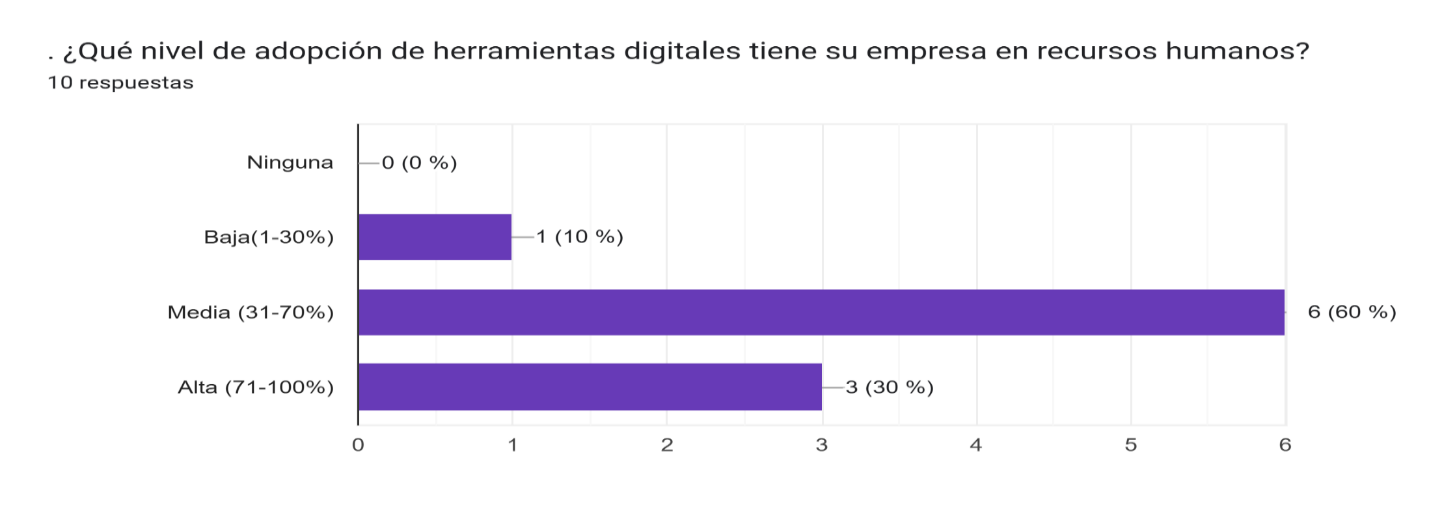 . ¿Qué nivel de adopción de herramientas digitales tiene su empresa en recursos humanos?
10 respuestas
Ninguna
0 (0 %)
Baja(1-30%)
1 (10 %)
Media (31-70%)
6 (60 %)
Alta (71-100%)
3 (30 %)
0 1 2 3 4 5 6